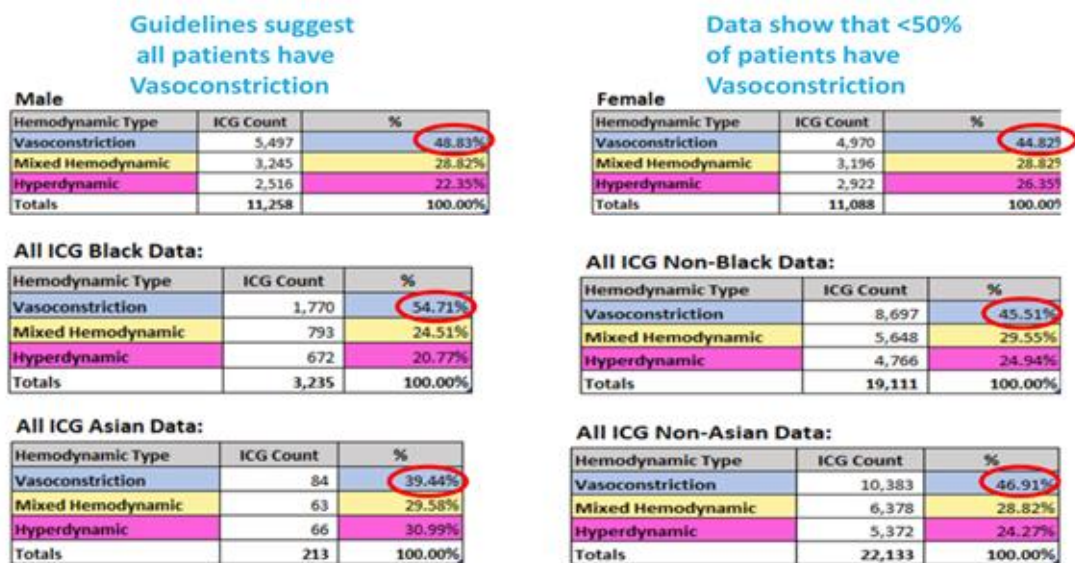 Guidelines suggest
all patients have
Vasoconstriction
Data show that <50%
of patients have
Vasoconstriction
Male
Hemodynamic Type ICG Count %
Vasoconstriction 5,497 48.83%
Mixed Hemodynamic 3,245 28.82%
Hyperdynamic 2,516 22.35%
Totals 11,258 100.00%
Female
Hemodynamic Type ICG Count %
Vasoconstriction 4,970 44.82%
Mixed Hemodynamic 3,196 28.82%
Hyperdynamic 2,922 26.35%
Totals 11,088 100.00%
All ICG Black Data:
Hemodynamic Type ICG Count %
Vasoconstriction 1,770 54.71%
Mixed Hemodynamic 793 24.51%
Hyperdynamic 672 20.77%
Totals 3,235 100.00%
All ICG Non-Black Data:
Hemodynamic Type ICG Count %
Vasoconstriction 8,697 45.51%
Mixed Hemodynamic 5,648 29.55%
Hyperdynamic 4,766 24.94%
Totals 19,111 100.00%
All ICG Asian Data:
Hemodynamic Type ICG Count %
Vasoconstriction 84 39.44%
Mixed Hemodynamic 63 29.58%
Hyperdynamic 66 30.99%
Totals 213 100.00%
All ICG Non-Asian Data:
Hemodynamic Type ICG Count %
Vasoconstriction 10,383 46.91%
Mixed Hemodynamic 6,378 28.82%
Hyperdynamic 5,372 24.27%
Totals 22,133 100.00%